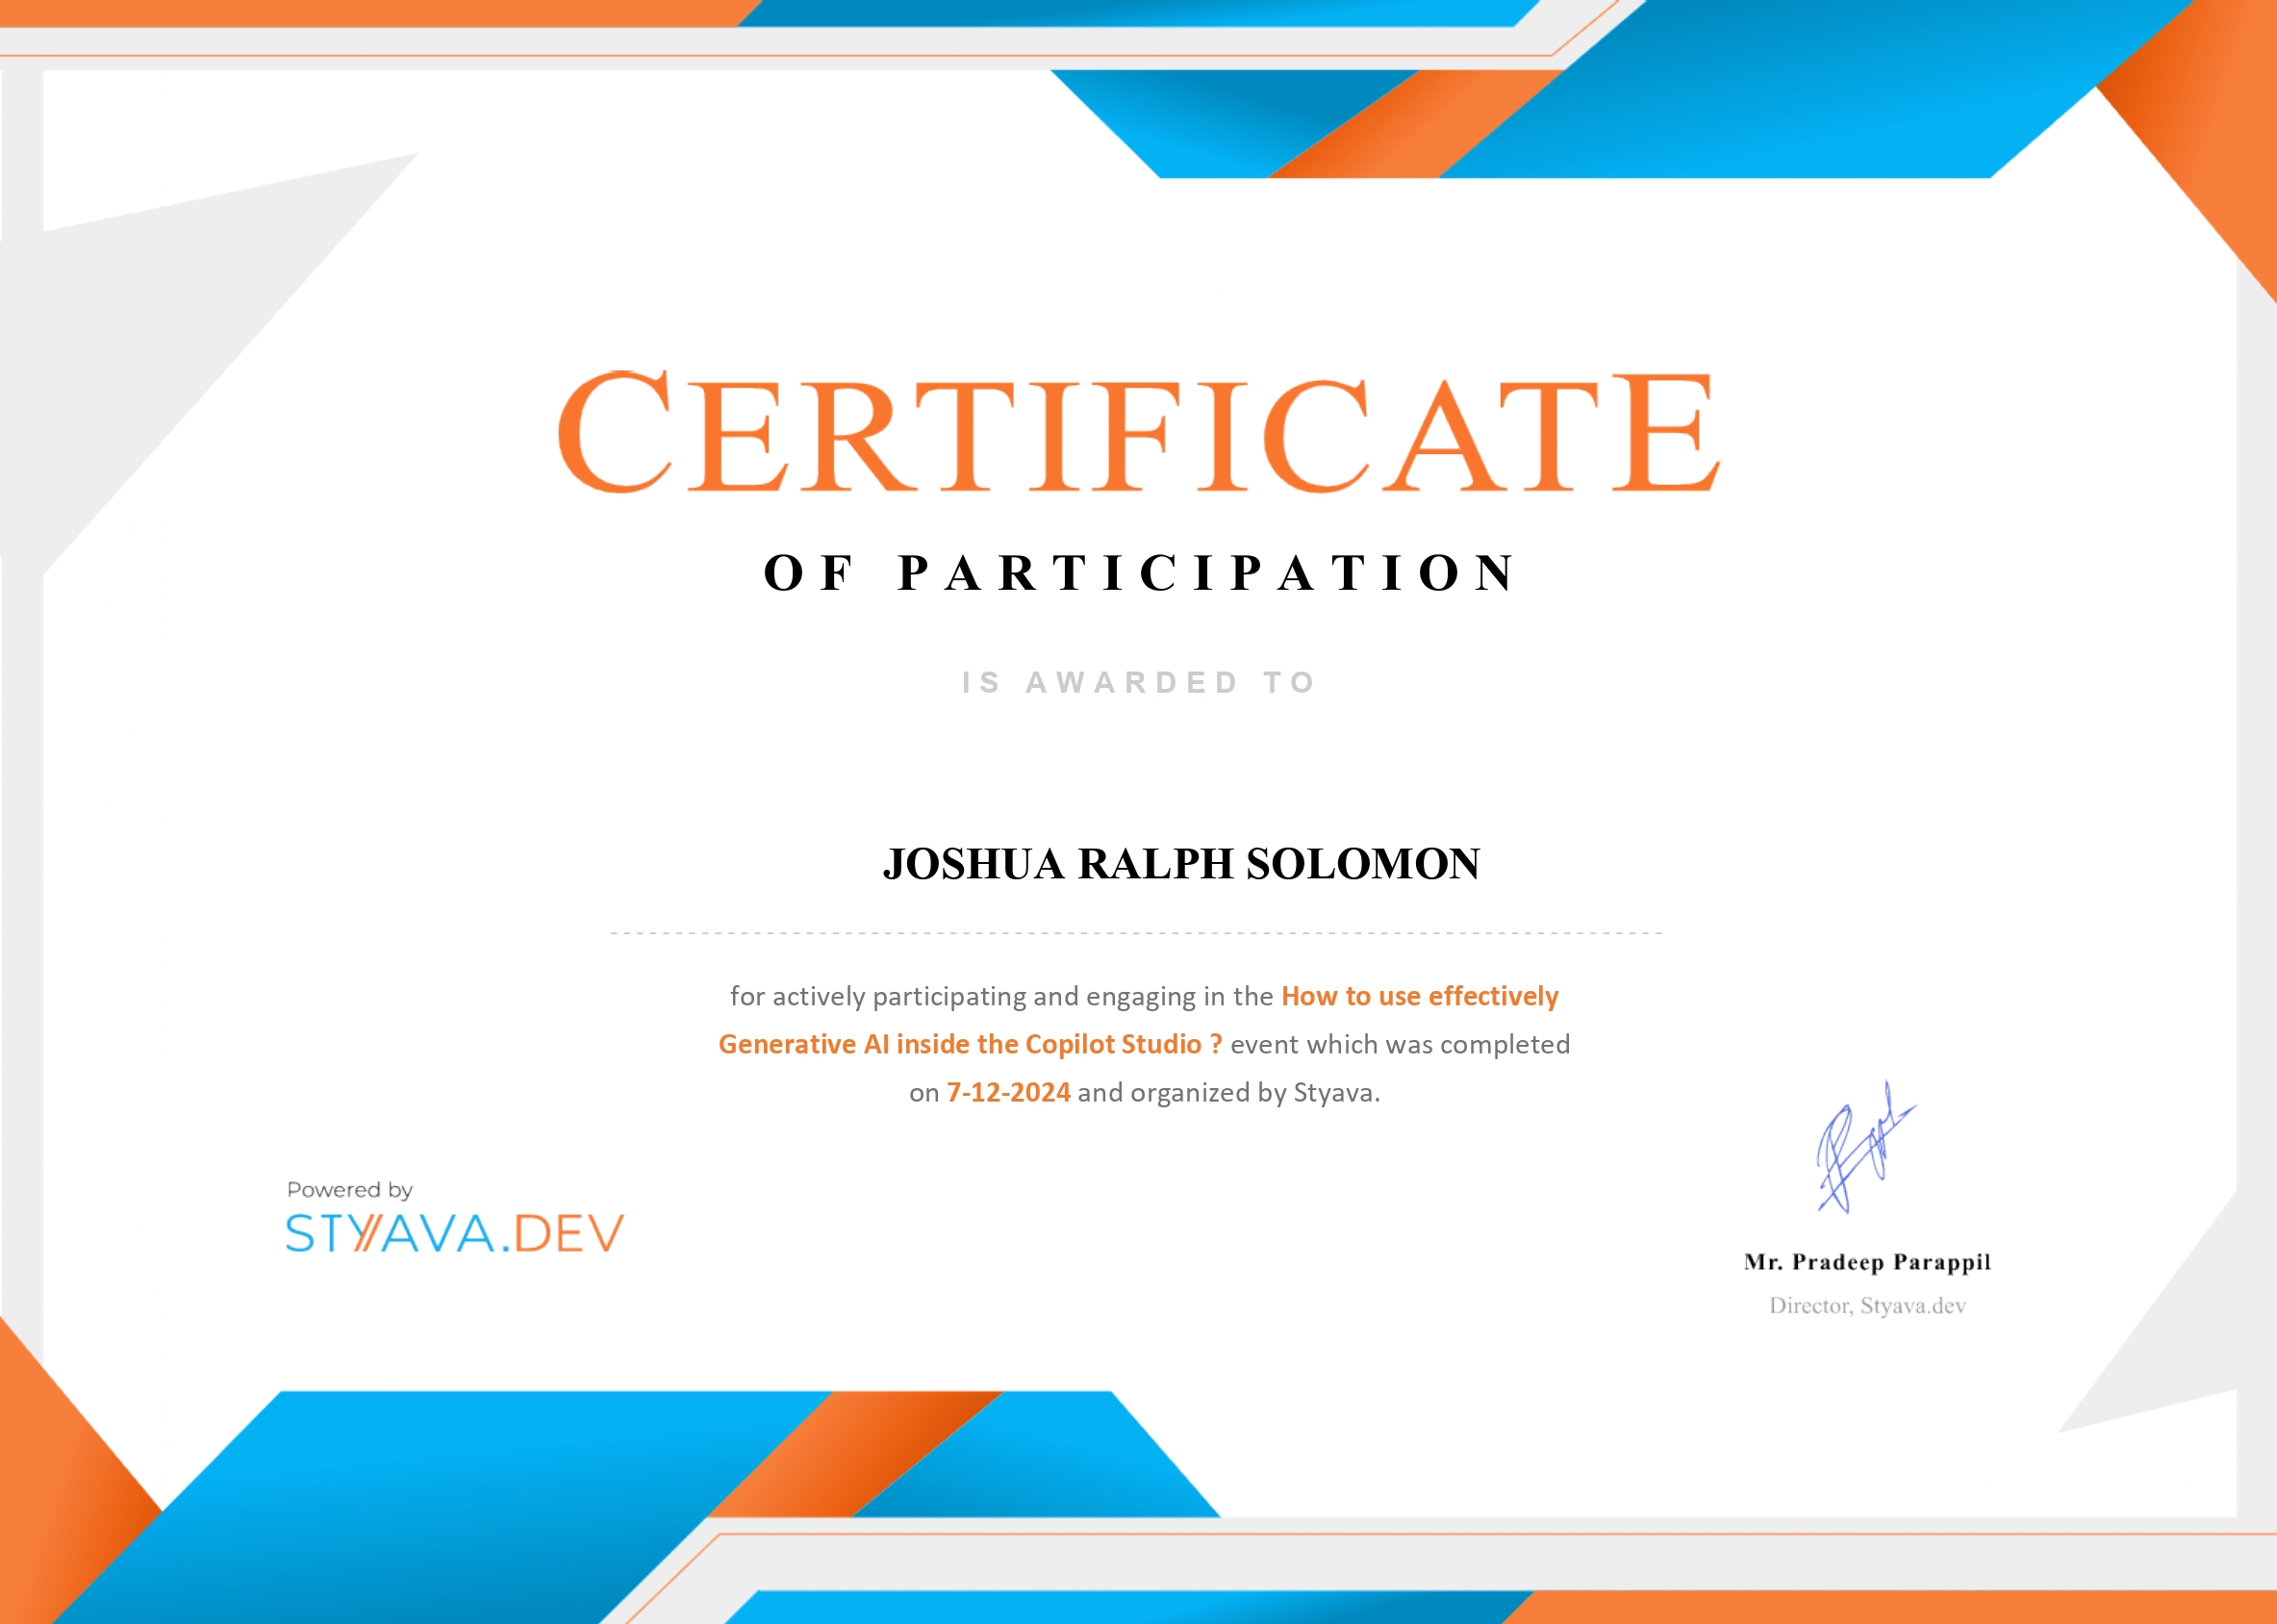 CERTIFICATE
OF PARTICIPATION
IS AWARDED TO
JOSHUA RALPH SOLOMON
for actively participating and engaging in the How to use effectively
Generative AI inside the Copilot Studio ? event which was completed
on 7-12-2024 and organized by Styava.
Powered by
STYAVA.DEV
Mr. Pradeep Parappil
Director, Styava.dev